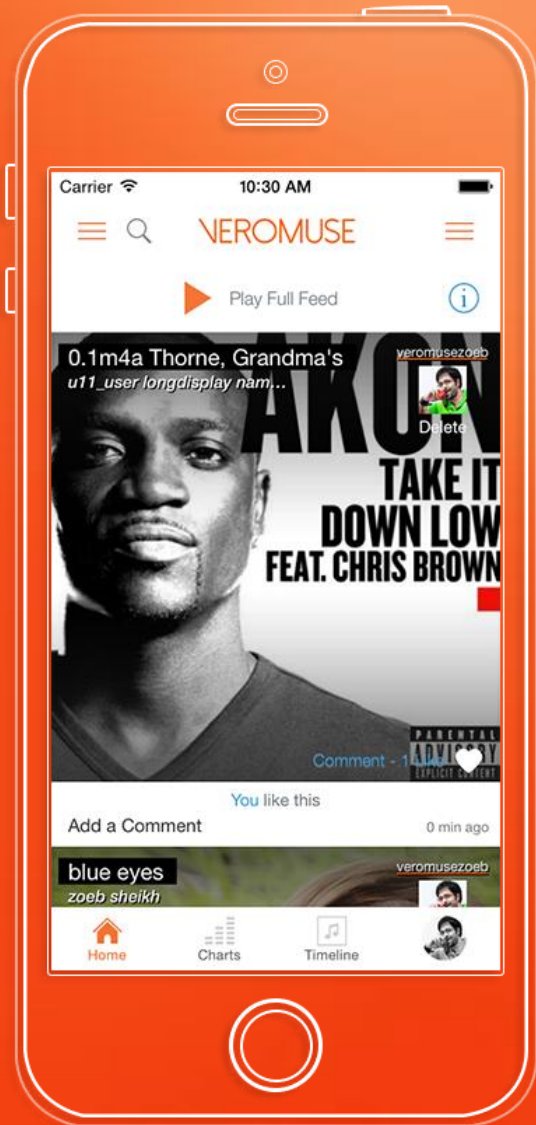 Carrier 10:30 AM
VEROMUSE
Play Full Feed
0.1m4a Thorne, Grandma's
u11_user longdisplay nam...
veromusezoeb
Delete
AKON
TAKE IT
DOWN LOW
FEAT. CHRIS BROWN
PARENTAL
ADVISORY
EXPLICIT CONTENT
Comment - 1 Like
You like this
Add a Comment 0 min ago
blue eyes
zoeb sheikh
veromusezoeb
Home Charts Timeline